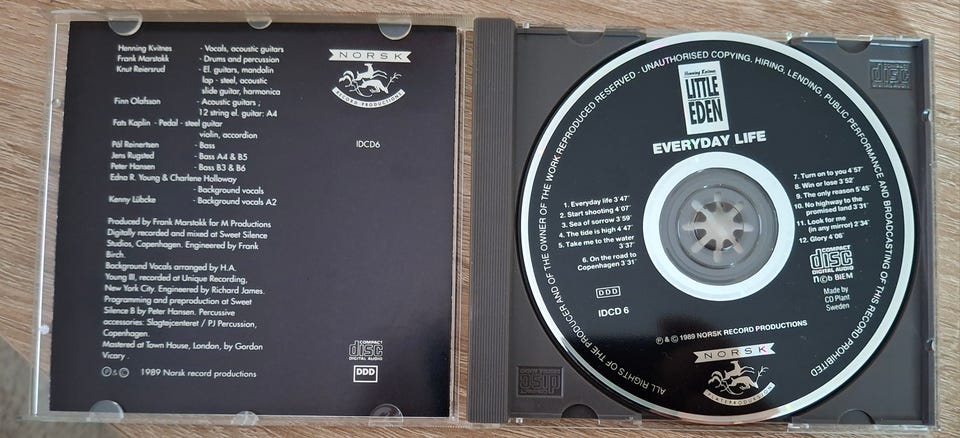 Henning Kvitnes - Vocals, acoustic guitars
Frank Marstokk - Drums and percussion
Knut Reiersrud - El. guitars, mandolin
lap - steel, acoustic
slide guitar, harmonica
Finn Olafsson - Acoustic guitars ;
12 string el. guitar: A4
Fats Kaplin - Pedal - steel guitar
violin, accordion
Pål Reinertsen - Bass
Jens Rugsted - Bass A4 & B5
Peter Hansen - Bass B3 & B6
Edna R. Young & Charlene Holloway
- Background vocals
Kenny Lübcke - Background vocals A2
Produced by Frank Marstokk for M Productions
Digitally recorded and mixed at Sweet Silence
Studios, Copenhagen. Engineered by Frank
Birch.
Background Vocals arranged by H.A.
Young III, recorded at Unique Recording,
New York City. Engineered by Richard James.
Programming and preproduction at Sweet
Silence B by Peter Hansen. Percussive
accessories: Slagtøjcenteret / PJ Percussion,
Copenhagen.
Mastered at Town House, London, by Gordon
Vicary .
℗ & © 1989 Norsk record productions
NORSK
RECORD PRODUCTIONS
IDCD6
COMPACT
disc
DIGITAL AUDIO
DDD
ALL RIGHTS OF THE PRODUCER AND OF THE OWNER OF THE WORK REPRODUCED RESERVED - UNAUTHORISED COPYING, HIRING, LENDING, PUBLIC PERFORMANCE AND BROADCASTING OF THIS RECORD PROHIBITED
Henning Kvitnes
LITTLE
EDEN
EVERYDAY LIFE
1. Everyday life 3´47´´
2. Start shooting 4´07´´
3. Sea of sorrow 3´59´´
4. The tide is high 4´47´´
5. Take me to the water
3´37´´
6. On the road to
Copenhagen 3´31´´
7. Turn on to you 4´57´´
8. Win or lose 3´52´´
9. The only reason 5´45´´
10. No highway to the
promised land 3´31´´
11. Look for me
(in any mirror) 2´34´´
12. Glory 4´06´´
DDD
IDCD 6
COMPACT
disc
DIGITAL AUDIO
n©b BIEM
Made by
CD Plant
Sweden
℗ & © 1989 NORSK RECORD PRODUCTIONS
NORSK
PLATEPRODUKSJON
COMPACT
disc
COMPACT
disc
DIGITAL AUDIO